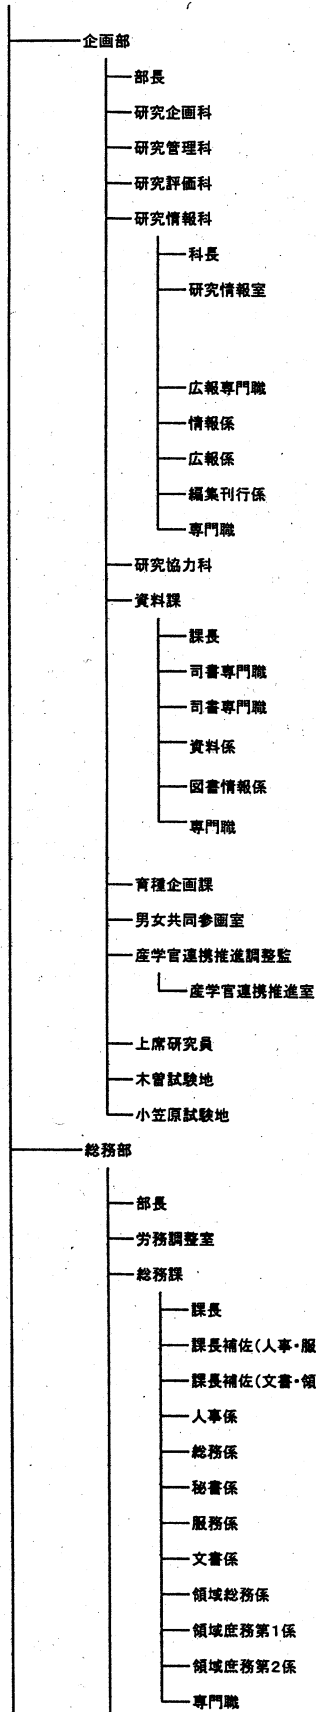 企画部
部長
研究企画科
研究管理科
研究評価科
研究情報科
科長
研究情報室
広報専門職
情報係
広報係
編集刊行係
専門職
研究協力科
資料課
課長
司書専門職
司書専門職
資料係
図書情報係
専門職
育種企画課
男女共同参画室
産学官連携推進調整監
産学官連携推進室
上席研究員
木曽試験地
小笠原試験地
総務部
部長
労務調整室
総務課
課長
課長補佐(人事・服
課長補佐(文書・領
人事係
総務係
秘書係
服務係
文書係
領域総務係
領域庶務第1係
領域庶務第2係
専門職